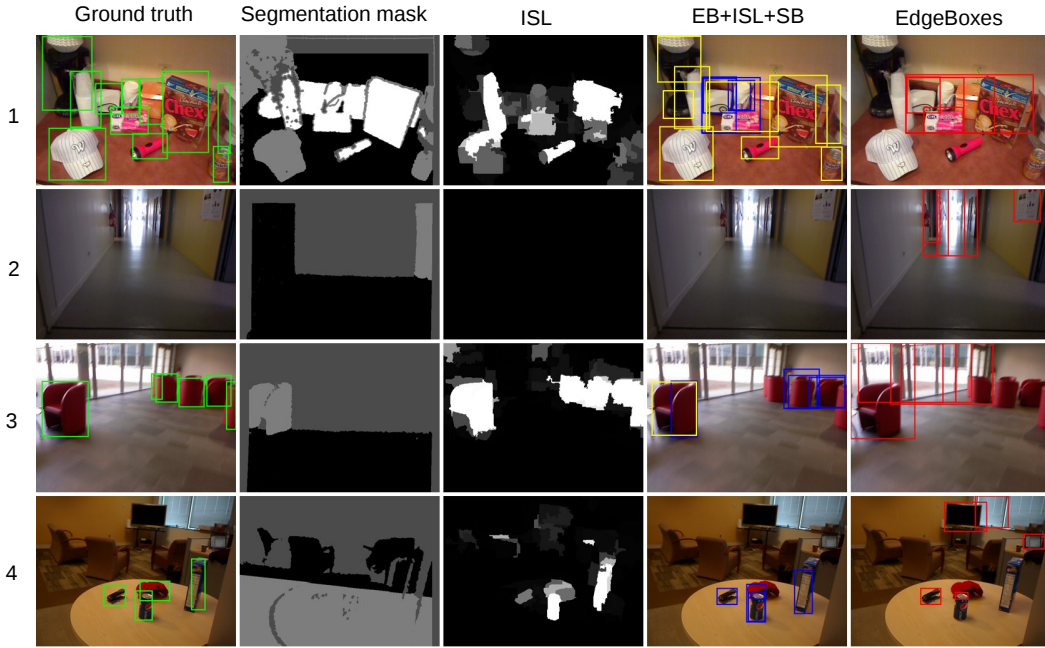 Ground truth Segmentation mask ISL EB+ISL+SB EdgeBoxes
1
Chex Chex Chex
W W W
2
3
4